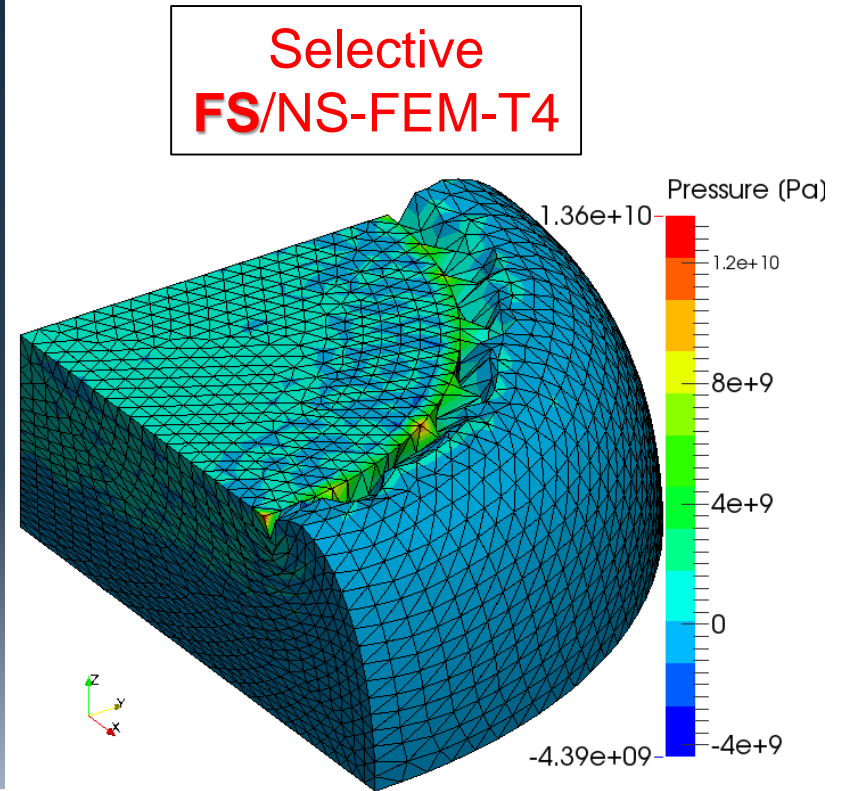 Selective
FS/NS-FEM-T4
Pressure (Pa)
1.36e+10
1.2e+10
8e+9
4e+9
0
-4e+9
-4.39e+09
Z
Y
X